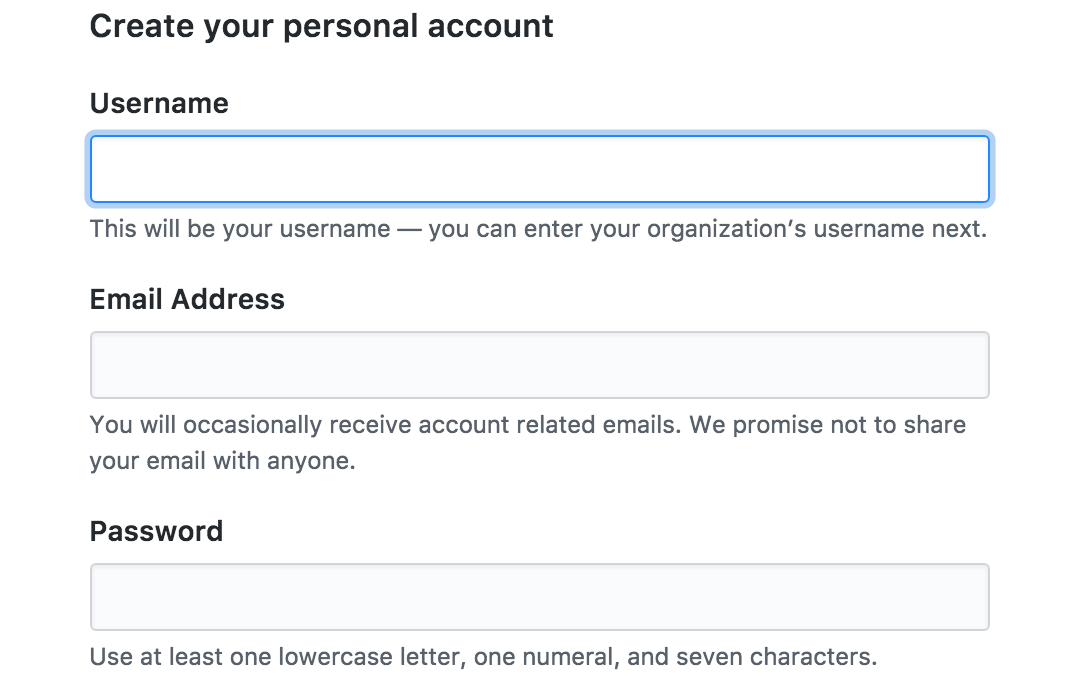 Create your personal account
Username
This will be your username — you can enter your organization’s username next.
Email Address
You will occasionally receive account related emails. We promise not to share
your email with anyone.
Password
Use at least one lowercase letter, one numeral, and seven characters.